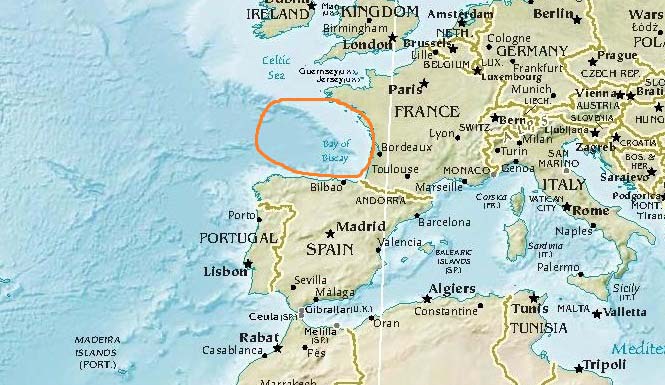 IRELAND
KINGDOM
Birmingham
London
Amsterdam
NETH.
Berlin
Wars
Łódź
POL
Celtic
Sea
Guernsey (U.K.)
Jersey (U.K.)
Brussels
Lille
BELGIUM
LUX.
Luxembourg
Cologne
GERMANY
Frankfurt
Prague
CZECH REP.
Paris
Munich
LIECH.
Vienna
Bratis
AUSTRIA
SLOVENIA
HUNG
FRANCE
Bern
SWITZ.
Lyon
Ljubljana
Zagreb
CROATIA
Milan
Turin
Bay of
Biscay
Bordeaux
Toulouse
MONACO
Genoa
SAN
MARINO
BOS. &
HER.
Sarajevo
Bilbao
ANDORRA
Marseille
Corsica
(FR.)
ITALY
VATICAN
CITY
Rome
Podgorica
MONT.
Tiran
Porto
PORTUGAL
Madrid
SPAIN
Barcelona
Valencia
BALEARIC
ISLANDS
(SP.)
Naples
Sardinia
(IT.)
Lisbon
Palermo
Sicily
(IT.)
Sevilla
Málaga
Gibraltar (U.K.)
Ceuta (SP.)
Melilla
(SP.)
Algiers
Oran
Constantine
Tunis
TUNISIA
MALTA
Valletta
MADEIRA
ISLANDS
(PORT.)
Rabat
Casablanca
Fès
Marrakech
Medite
Tripoli